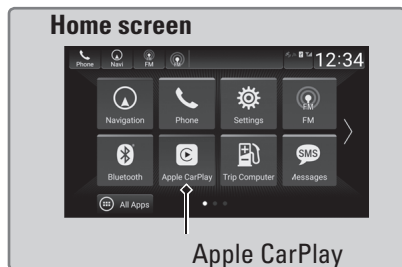 Home screen
Phone Navi FM FM 12:34
Navigation Phone Settings FM
SMS
Bluetooth Apple CarPlay Trip Computer Messages
All Apps
Apple CarPlay